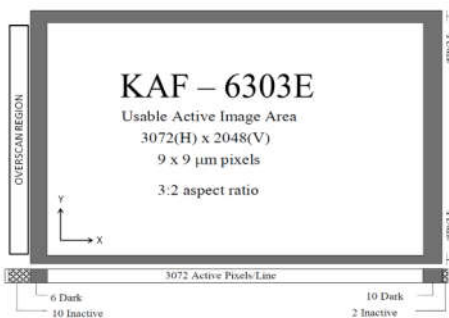 KAF – 6303E
Usable Active Image Area
3072(H) x 2048(V)
9 x 9 µm pixels
3:2 aspect ratio
OVERSCAN REGION
Y
X
3072 Active Pixels/Line
6 Dark
10 Dark
10 Inactive
2 Inactive